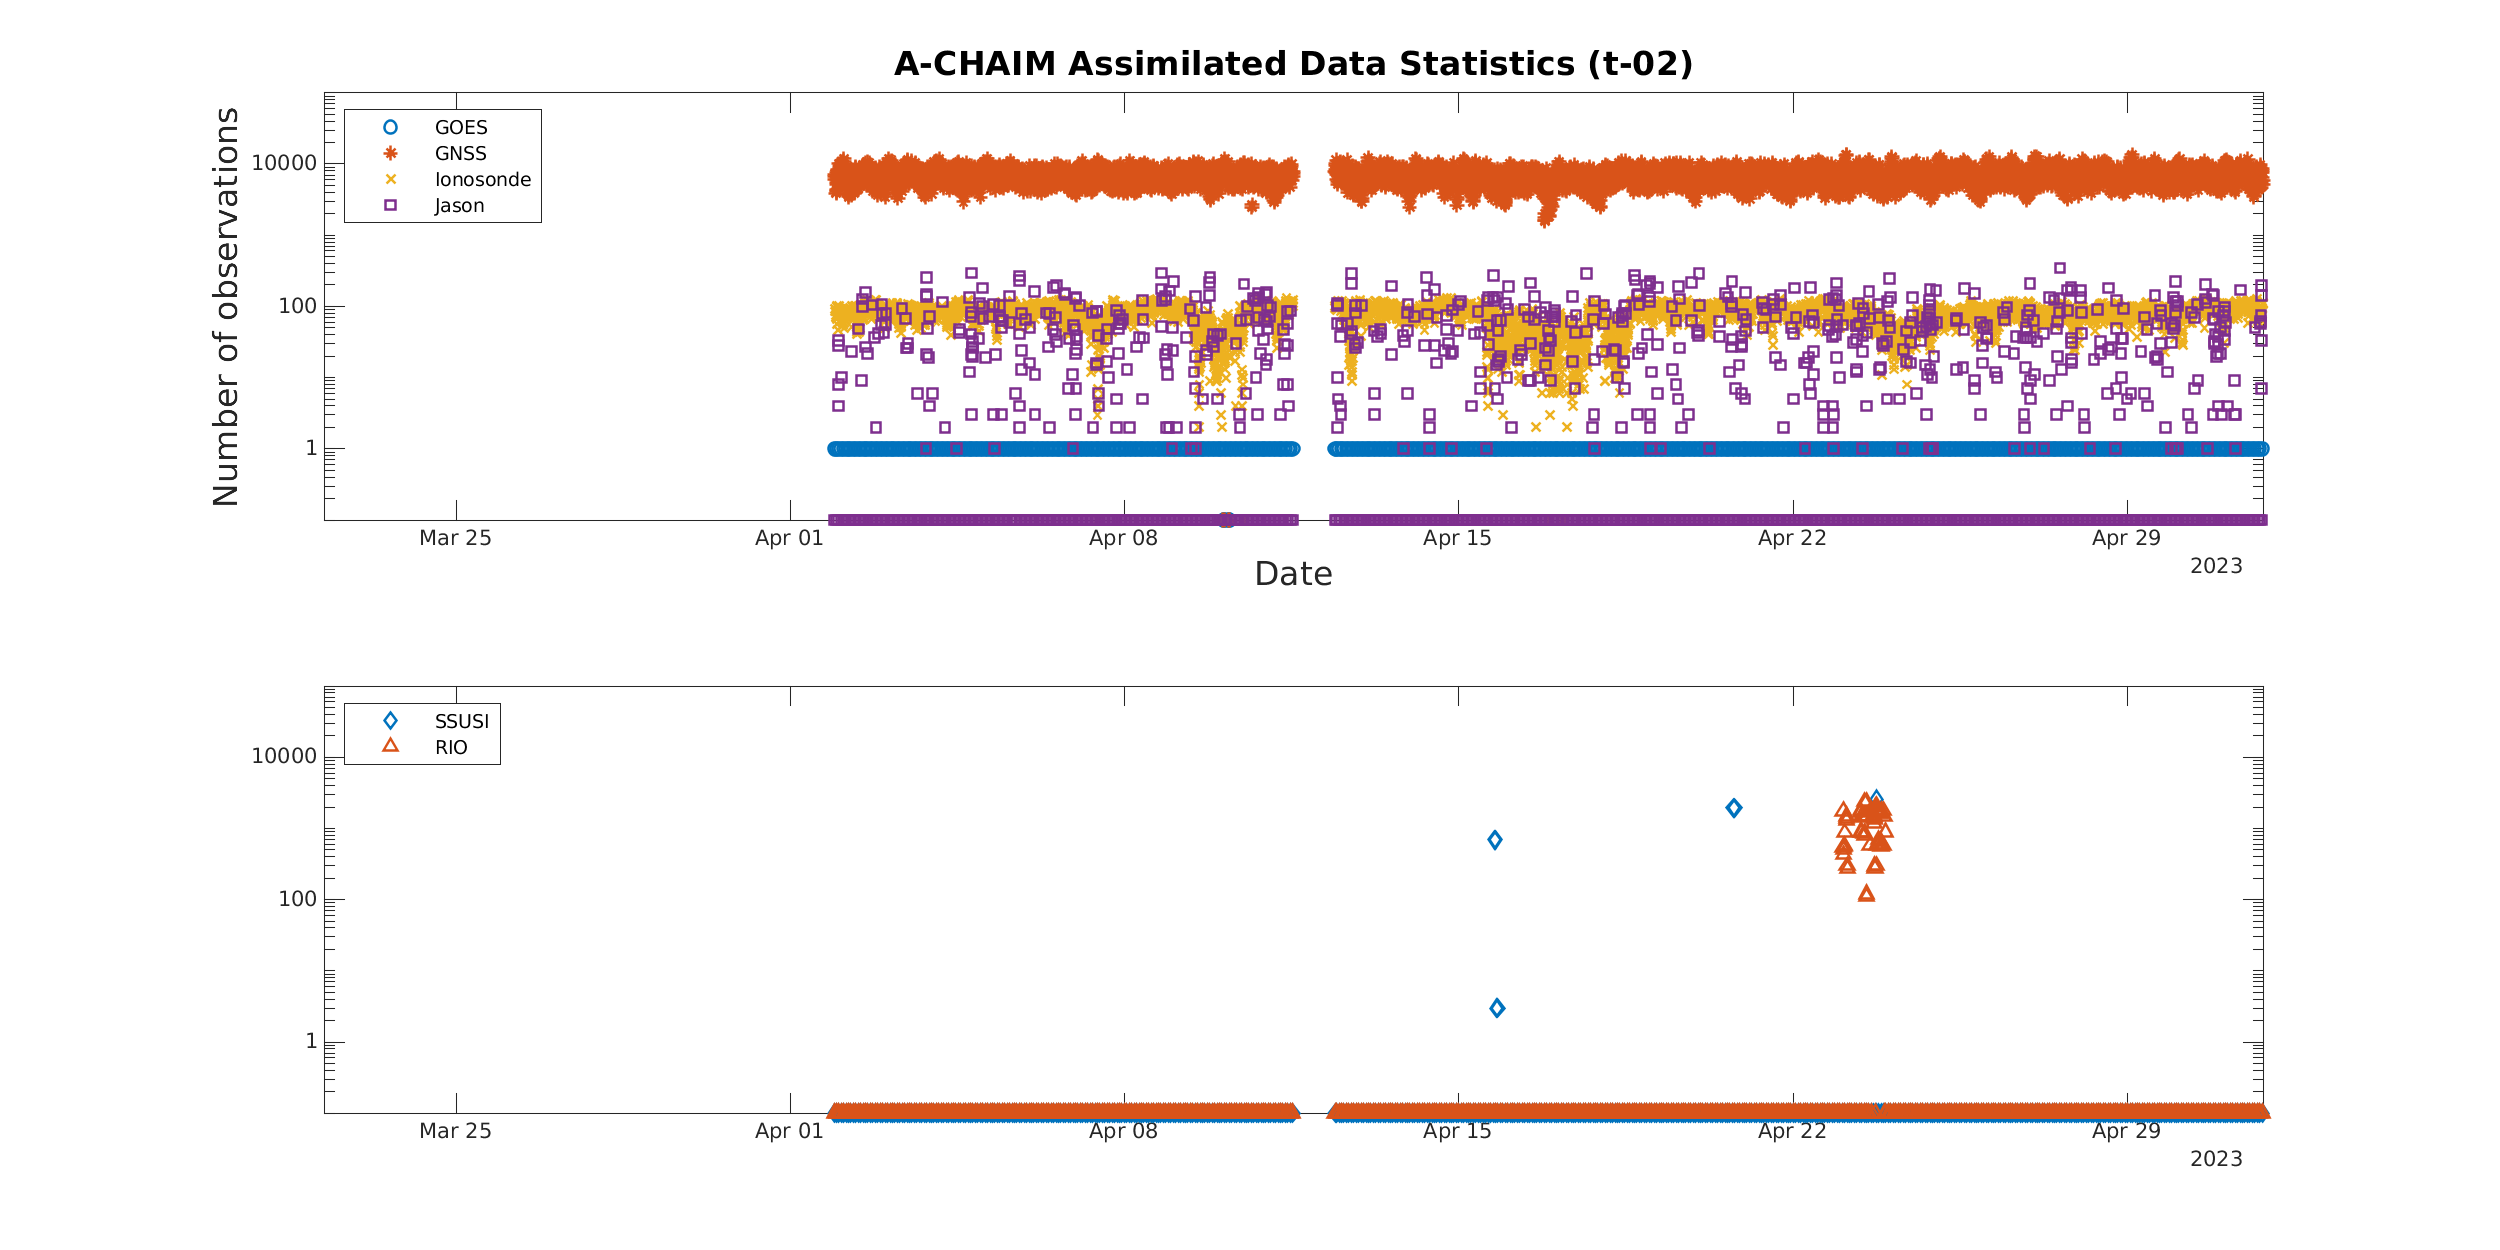 A-CHAIM Assimilated Data Statistics (t-02)
Number of observations
10000
100
1
GOES
GNSS
Ionosonde
Jason
Mar 25
Apr 01
Apr 08
Apr 15
Apr 22
Apr 29
2023
Date
10000
100
1
SSUSI
RIO
Mar 25
Apr 01
Apr 08
Apr 15
Apr 22
Apr 29
2023